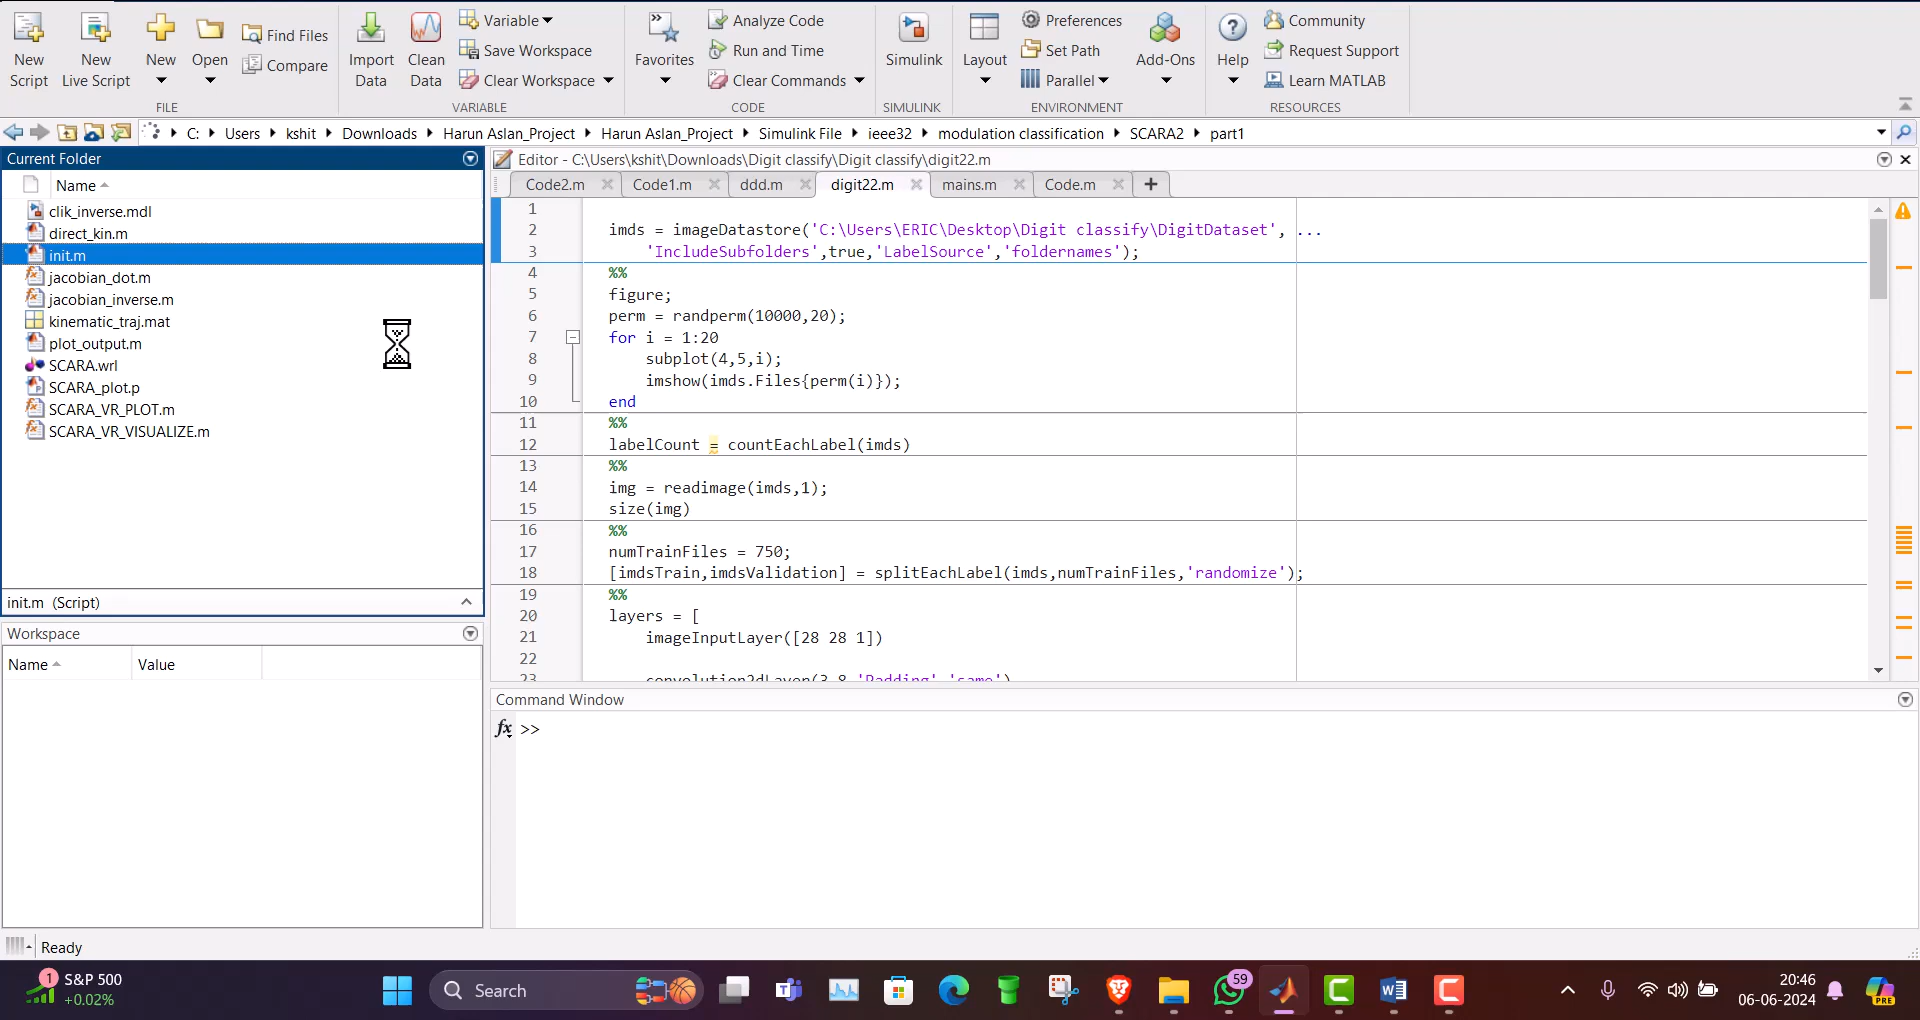 New Script
New Live Script
New
Open
Find Files
Compare
FILE
Import Data
Clean Data
Variable
Save Workspace
Clear Workspace
VARIABLE
Favorites
Analyze Code
Run and Time
Clear Commands
CODE
Simulink
SIMULINK
Layout
Preferences
Set Path
Parallel
ENVIRONMENT
Add-Ons
Help
Community
Request Support
Learn MATLAB
RESOURCES
C: Users kshit Downloads Harun Aslan_Project Harun Aslan_Project Simulink File ieee32 modulation classification SCARA2 part1
Current Folder
Name
clik_inverse.mdl
direct_kin.m
init.m
jacobian_dot.m
jacobian_inverse.m
kinematic_traj.mat
plot_output.m
SCARA.wrl
SCARA_plot.p
SCARA_VR_PLOT.m
SCARA_VR_VISUALIZE.m
init.m (Script)
Workspace
Name Value
Editor - C:\Users\kshit\Downloads\Digit classify\Digit classify\digit22.m
Code2.m Code1.m ddd.m digit22.m mains.m Code.m
1
2 imds = imageDatastore('C:\Users\ERIC\Desktop\Digit classify\DigitDataset', ...
3 'IncludeSubfolders',true,'LabelSource','foldernames');
4 %%
5 figure;
6 perm = randperm(10000,20);
7 for i = 1:20
8 subplot(4,5,i);
9 imshow(imds.Files{perm(i)});
10 end
11 %%
12 labelCount = countEachLabel(imds)
13 %%
14 img = readimage(imds,1);
15 size(img)
16 %%
17 numTrainFiles = 750;
18 [imdsTrain,imdsValidation] = splitEachLabel(imds,numTrainFiles,'randomize');
19 %%
20 layers = [
21 imageInputLayer([28 28 1])
22
23 convolution2dLayer(3,8,'Padding','same')
Command Window
fx >>
Ready
1
S&P 500
+0.02%
Search
59
20:46
06-06-2024
PRE